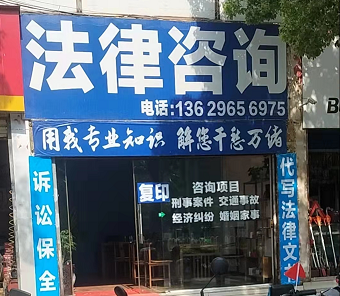 法律咨询
电话:136 2965 6975
用我专业知识 解您千愁万绪
诉讼保全
复印
咨询项目
刑事案件 交通事故
经济纠纷 婚姻家事
代写法律文